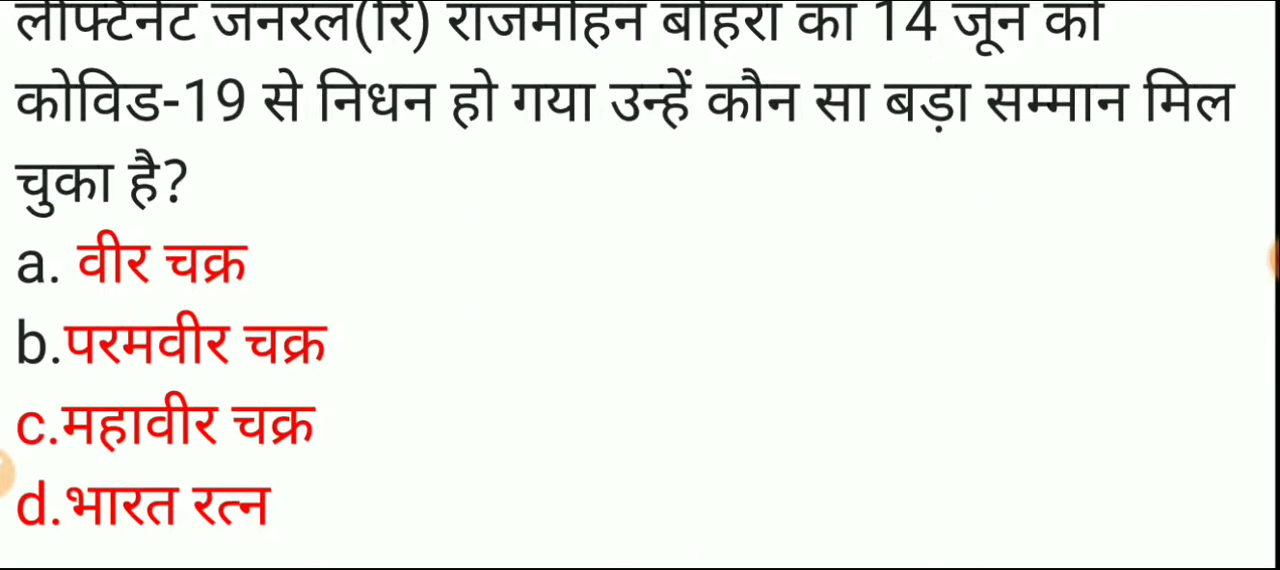 लेफ्टिनेंट जनरल(रि) राजमोहन बोहरा का 14 जून को
कोविड-19 से निधन हो गया उन्हें कौन सा बड़ा सम्मान मिल
चुका है?
a. वीर चक्र
b.परमवीर चक्र
c.महावीर चक्र
d.भारत रत्न